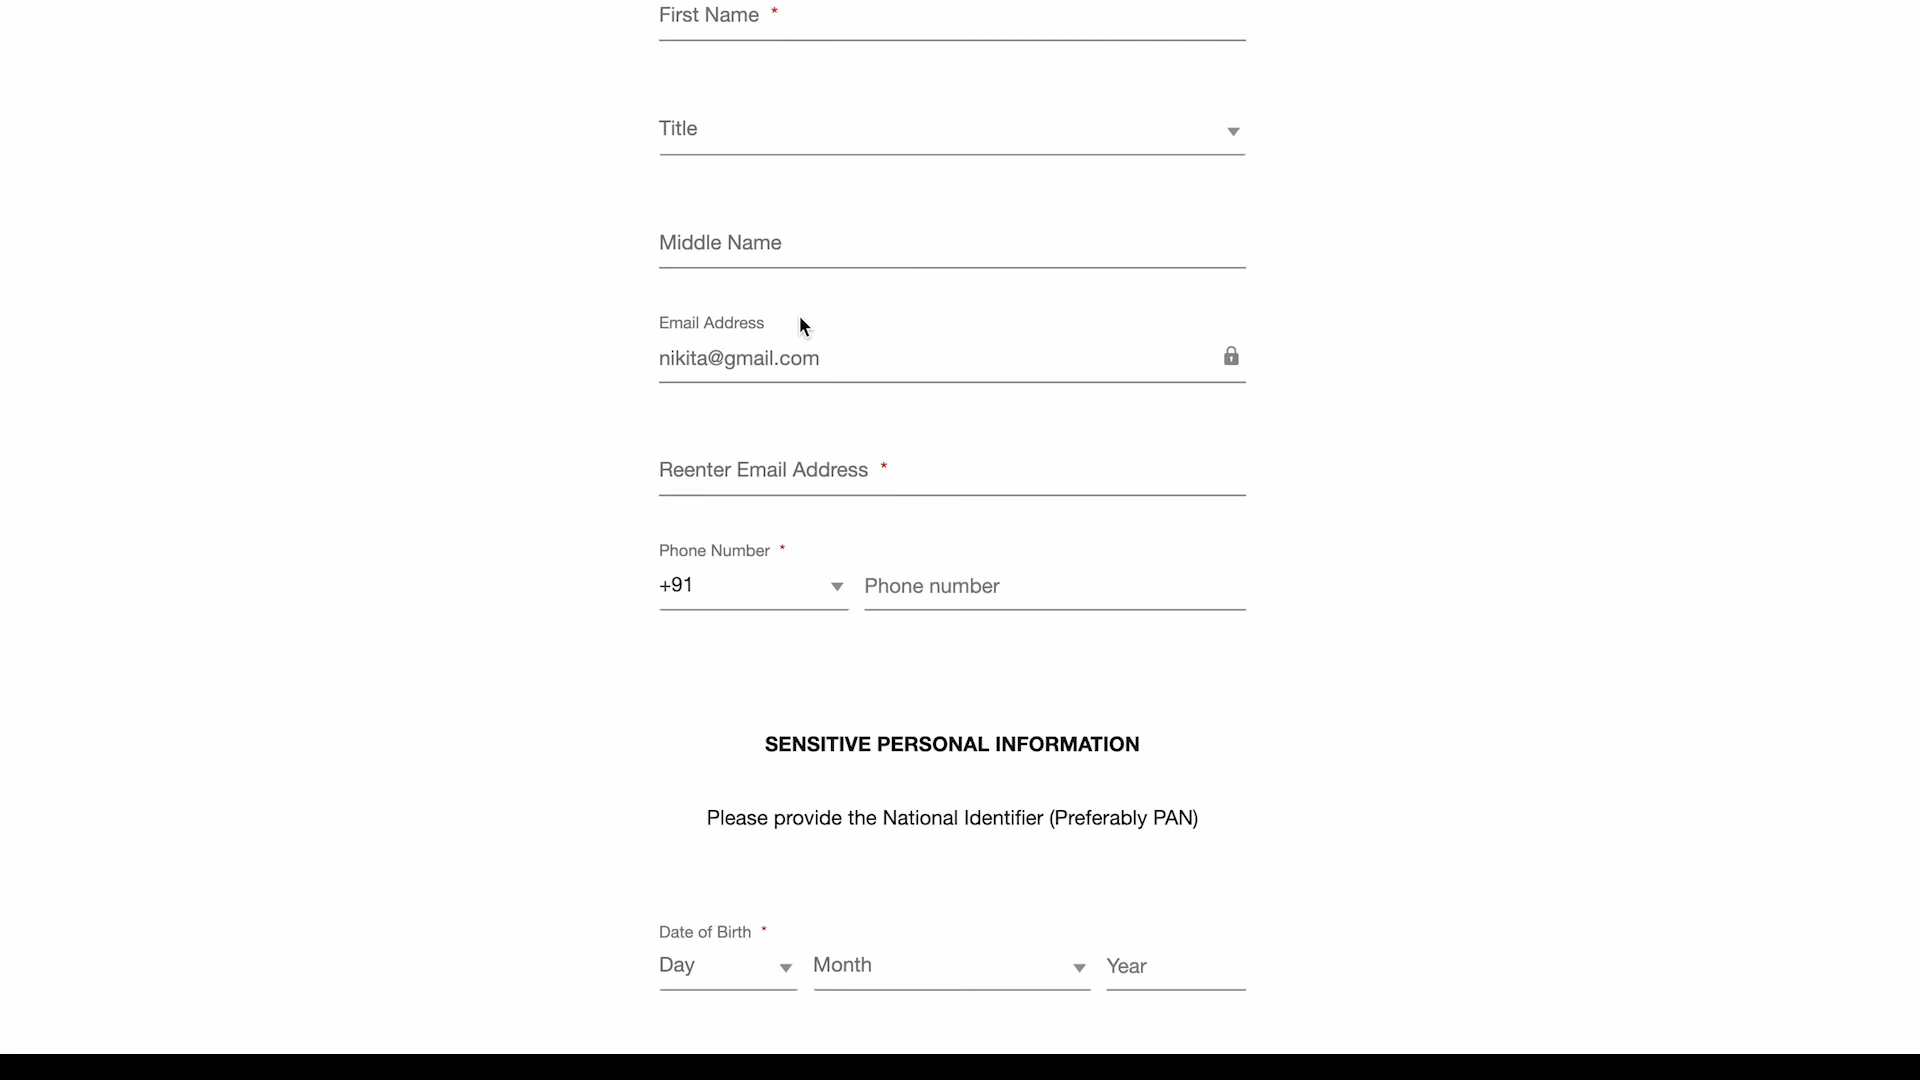 First Name *
Title
Middle Name
Email Address
nikita@gmail.com
Reenter Email Address *
Phone Number *
+91 Phone number
SENSITIVE PERSONAL INFORMATION
Please provide the National Identifier (Preferably PAN)
Date of Birth *
Day Month Year